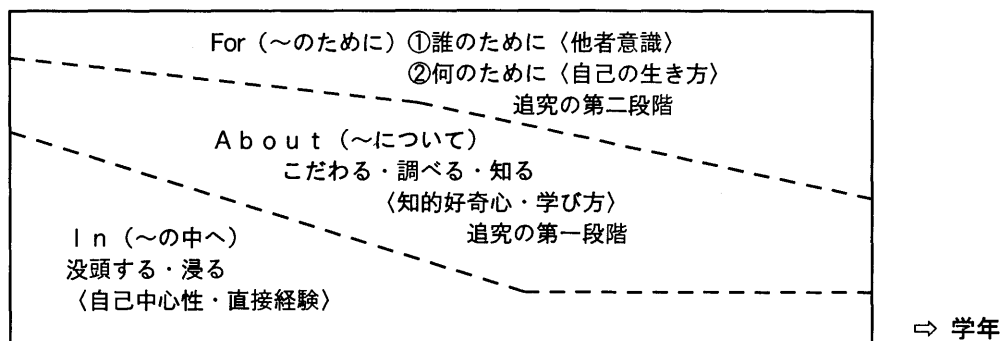 For（～のために）①誰のために〈他者意識〉
②何のために〈自己の生き方〉
追究の第二段階
About（～について）
こだわる・調べる・知る
〈知的好奇心・学び方〉
追究の第一段階
In（～の中へ）
没頭する・浸る
〈自己中心性・直接経験〉
⇨ 学年